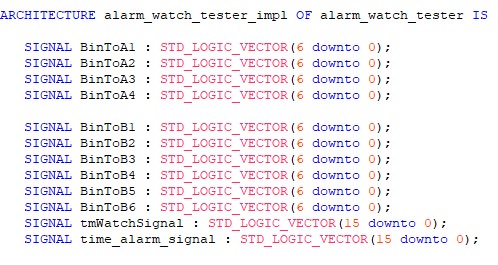 ARCHITECTURE alarm_watch_tester_impl OF alarm_watch_tester IS
SIGNAL BinToA1 : STD_LOGIC_VECTOR(6 downto 0);
SIGNAL BinToA2 : STD_LOGIC_VECTOR(6 downto 0);
SIGNAL BinToA3 : STD_LOGIC_VECTOR(6 downto 0);
SIGNAL BinToA4 : STD_LOGIC_VECTOR(6 downto 0);
SIGNAL BinToB1 : STD_LOGIC_VECTOR(6 downto 0);
SIGNAL BinToB2 : STD_LOGIC_VECTOR(6 downto 0);
SIGNAL BinToB3 : STD_LOGIC_VECTOR(6 downto 0);
SIGNAL BinToB4 : STD_LOGIC_VECTOR(6 downto 0);
SIGNAL BinToB5 : STD_LOGIC_VECTOR(6 downto 0);
SIGNAL BinToB6 : STD_LOGIC_VECTOR(6 downto 0);
SIGNAL tmWatchSignal : STD_LOGIC_VECTOR(15 downto 0);
SIGNAL time_alarm_signal : STD_LOGIC_VECTOR(15 downto 0);